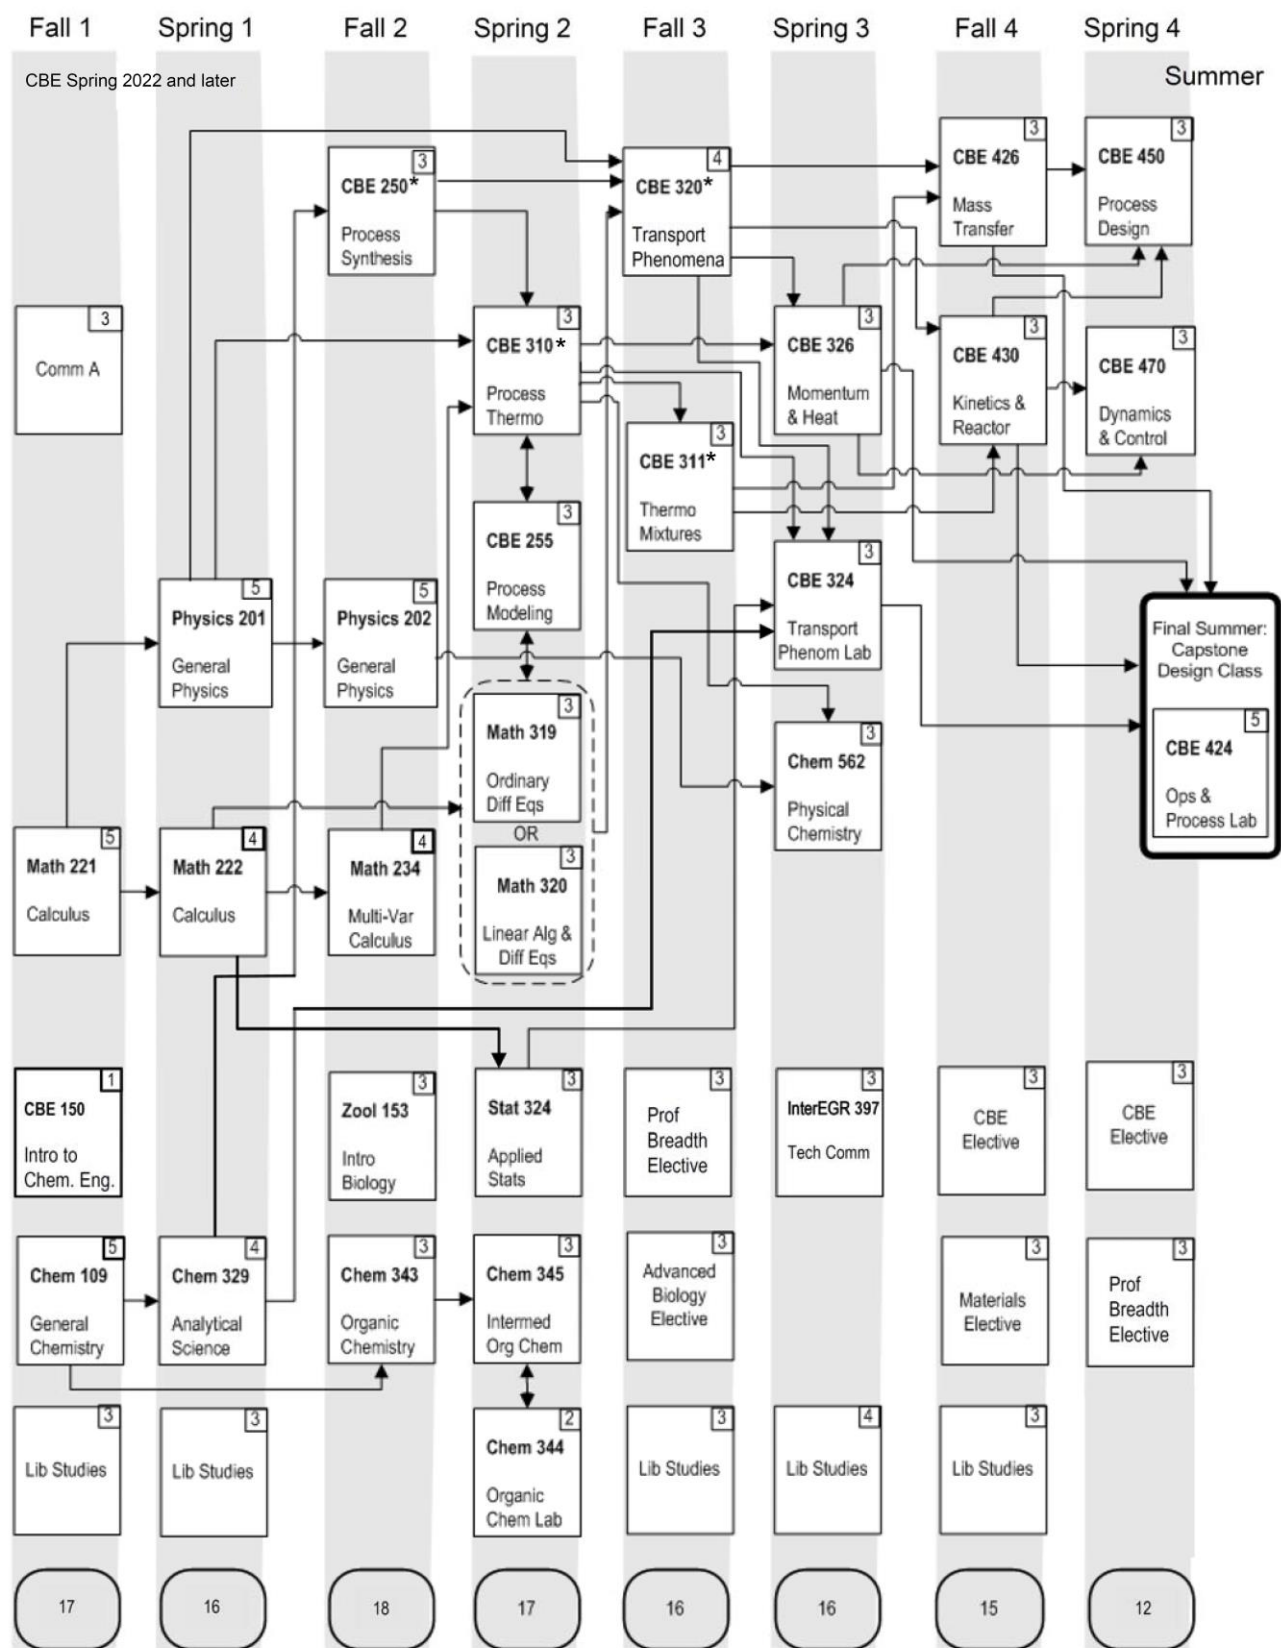 Fall 1
Spring 1
Fall 2
Spring 2
Fall 3
Spring 3
Fall 4
Spring 4
CBE Spring 2022 and later
Summer
3
Comm A
5
Math 221
Calculus
1
CBE 150
Intro to
Chem. Eng.
5
Chem 109
General
Chemistry
3
Lib Studies
17
5
Physics 201
General
Physics
4
Math 222
Calculus
4
Chem 329
Analytical
Science
3
Lib Studies
16
3
CBE 250*
Process
Synthesis
5
Physics 202
General
Physics
4
Math 234
Multi-Var
Calculus
3
Zool 153
Intro
Biology
3
Chem 343
Organic
Chemistry
18
3
CBE 310*
Process
Thermo
3
CBE 255
Process
Modeling
3
Math 319
Ordinary
Diff Eqs
OR
3
Math 320
Linear Alg &
Diff Eqs
3
Stat 324
Applied
Stats
3
Chem 345
Intermed
Org Chem
2
Chem 344
Organic
Chem Lab
17
4
CBE 320*
Transport
Phenomena
3
CBE 311*
Thermo
Mixtures
3
Prof
Breadth
Elective
3
Advanced
Biology
Elective
3
Lib Studies
16
3
CBE 326
Momentum
& Heat
3
CBE 324
Transport
Phenom Lab
3
Chem 562
Physical
Chemistry
3
InterEGR 397
Tech Comm
4
Lib Studies
16
3
CBE 426
Mass
Transfer
3
CBE 430
Kinetics &
Reactor
3
CBE
Elective
3
Materials
Elective
3
Lib Studies
15
3
CBE 450
Process
Design
3
CBE 470
Dynamics
& Control
3
CBE
Elective
3
Prof
Breadth
Elective
12
Final Summer:
Capstone
Design Class
5
CBE 424
Ops &
Process Lab